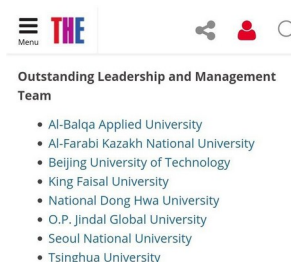 THE
Menu
Outstanding Leadership and Management
Team
• Al-Balqa Applied University
• Al-Farabi Kazakh National University
• Beijing University of Technology
• King Faisal University
• National Dong Hwa University
• O.P. Jindal Global University
• Seoul National University
• Tsinghua University